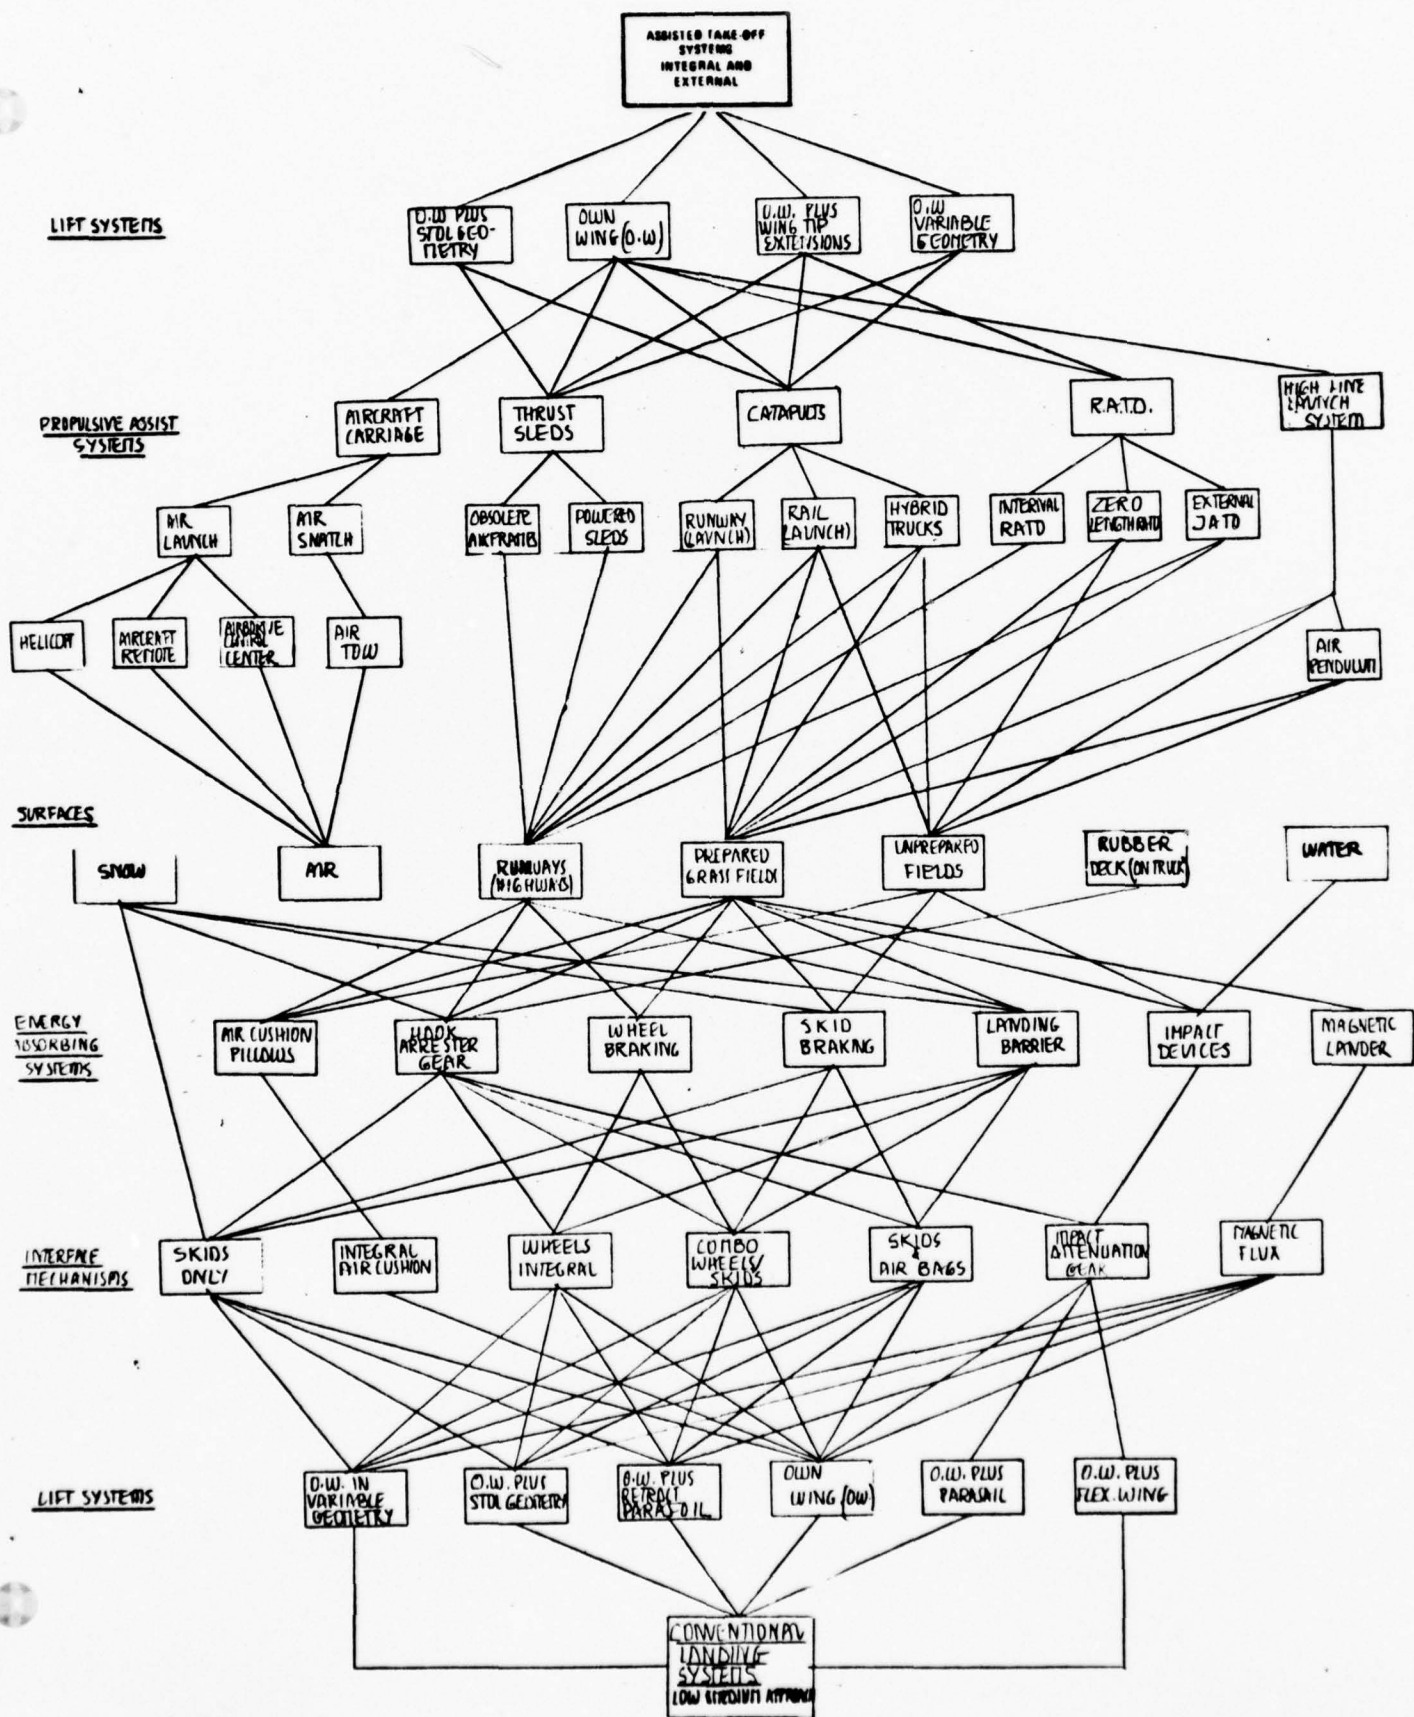 ASSISTED TAKE-OFF
SYSTEMS
INTEGRAL AND
EXTERNAL
LIFT SYSTEMS
O.W PLUS
STOL GEO-
METRY
OWN
WING (O.W)
O.W. PLUS
WING TIP
EXTENSIONS
O.W
VARIABLE
GEOMETRY
PROPULSIVE ASSIST
SYSTEMS
AIRCRAFT
CARRIAGE
THRUST
SLEDS
CATAPULTS
R.A.T.O.
HIGH LINE
LAUNCH
SYSTEM
AIR
LAUNCH
AIR
SNATCH
OBSOLETE
AIRFRAMES
POWERED
SLEDS
RUNWAY
(LAUNCH)
RAIL
(LAUNCH)
HYBRID
TRUCKS
INTERNAL
RATO
ZERO
LENGTH RATO
EXTERNAL
JATO
AIRCRAFT
REMOTE
AIRBORNE
CONTROL
CENTER
AIR
TOW
AIR
PENDULUM
SURFACES
SNOW
AIR
RUNWAYS
(HIGHWAYS)
PREPARED
GRASS FIELDS
UNPREPARED
FIELDS
RUBBER
DECK (ON TRUCK)
WATER
ENERGY
ABSORBING
SYSTEMS
AIR CUSHION
PILLOWS
HOOK
ARRESTER
GEAR
WHEEL
BRAKING
SKID
BRAKING
LANDING
BARRIER
IMPACT
DEVICES
MAGNETIC
LANDER
INTERFACE
MECHANISMS
SKIDS
ONLY
INTEGRAL
AIR CUSHION
WHEELS
INTEGRAL
COMBO
WHEELS/
SKIDS
SKIDS
&
AIR BAGS
IMPACT
ATTENUATION
GEAR
MAGNETIC
FLUX
LIFT SYSTEMS
O.W. IN
VARIABLE
GEOMETRY
O.W. PLUS
STOL GEOMETRY
O.W. PLUS
RETRACT
PARAFOIL
OWN
WING (OW)
O.W. PLUS
PARASAIL
O.W. PLUS
FLEX. WING
CONVENTIONAL
LANDING
SYSTEMS
LOW & MEDIUM APPROACH